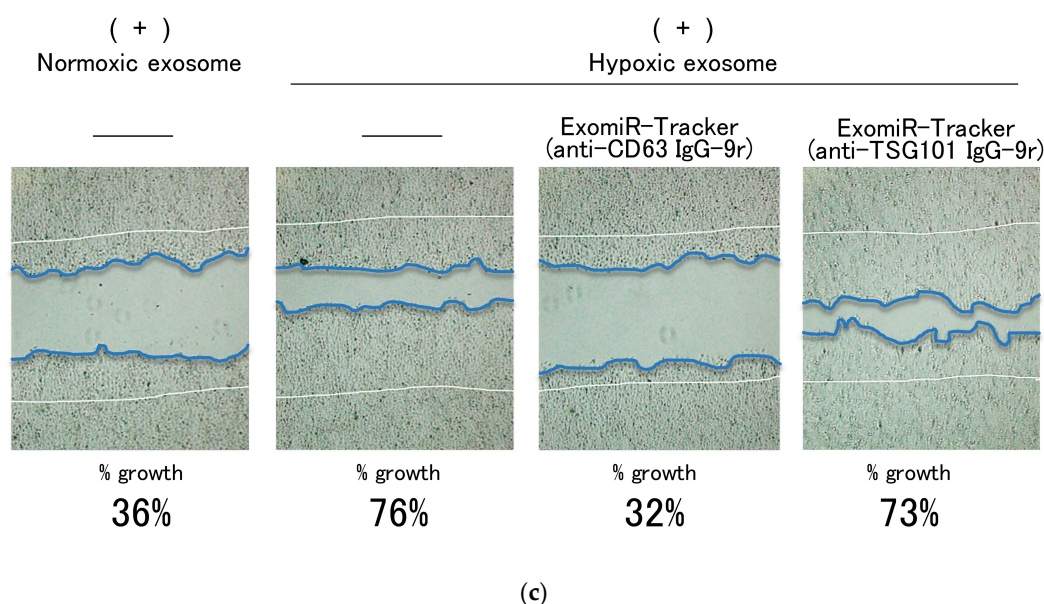 ( + )
Normoxic exosome
( + )
Hypoxic exosome
ExomiR-Tracker
(anti-CD63 IgG-9r)
ExomiR-Tracker
(anti-TSG101 IgG-9r)
% growth
36%
% growth
76%
% growth
32%
% growth
73%
(c)